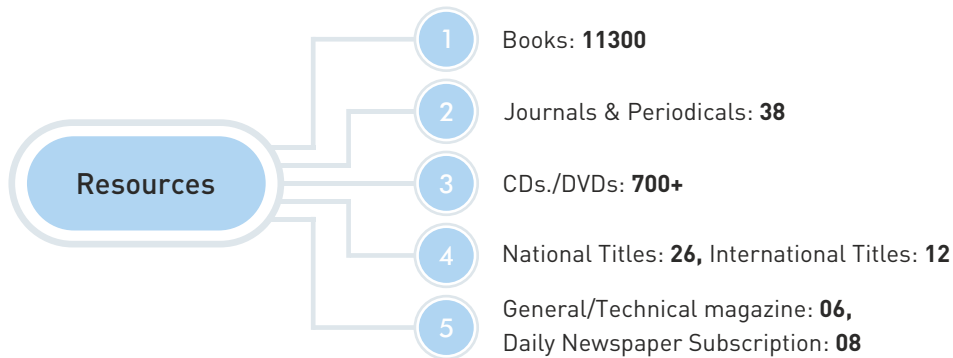 Resources
1 Books: 11300
2 Journals & Periodicals: 38
3 CDs./DVDs: 700+
4 National Titles: 26, International Titles: 12
5 General/Technical magazine: 06,
Daily Newspaper Subscription: 08